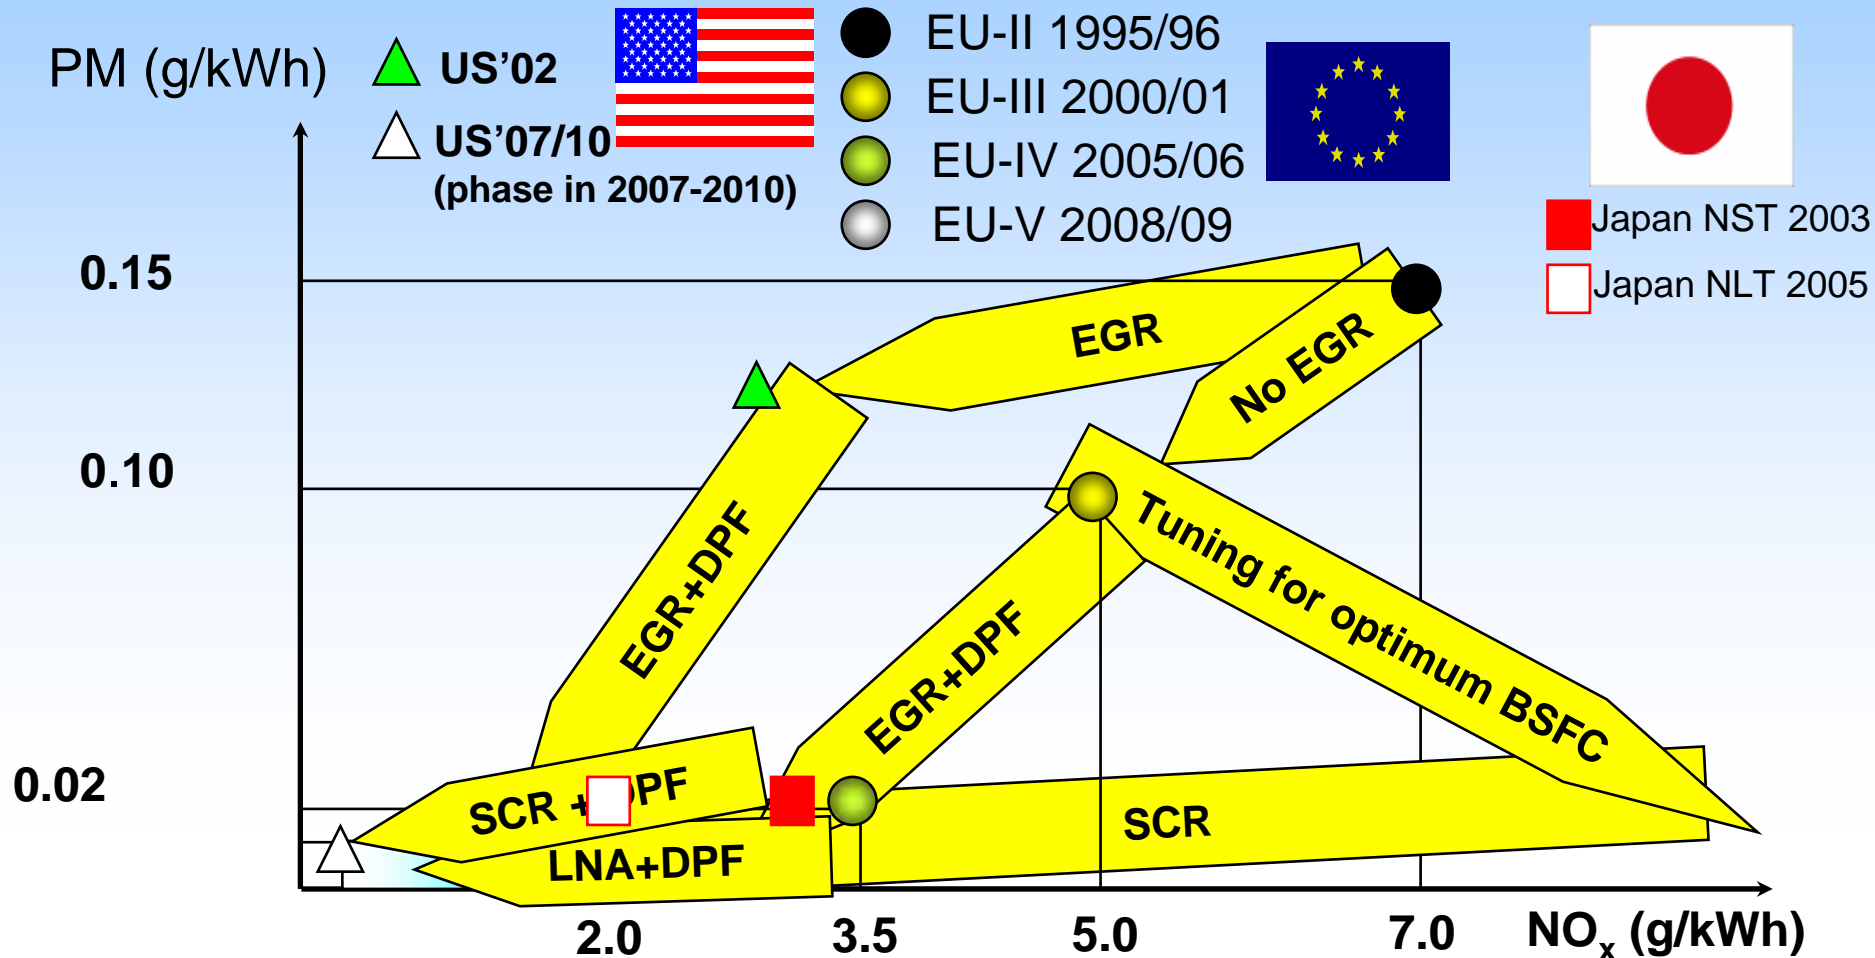 PM (g/kWh)
US’02
US’07/10
(phase in 2007-2010)
EU-II 1995/96
EU-III 2000/01
EU-IV 2005/06
EU-V 2008/09
Japan NST 2003
Japan NLT 2005
0.15
0.10
0.02
EGR
No EGR
EGR+DPF
EGR+DPF
Tuning for optimum BSFC
SCR +DPF
SCR
LNA+DPF
2.0
3.5
5.0
7.0
NOx (g/kWh)